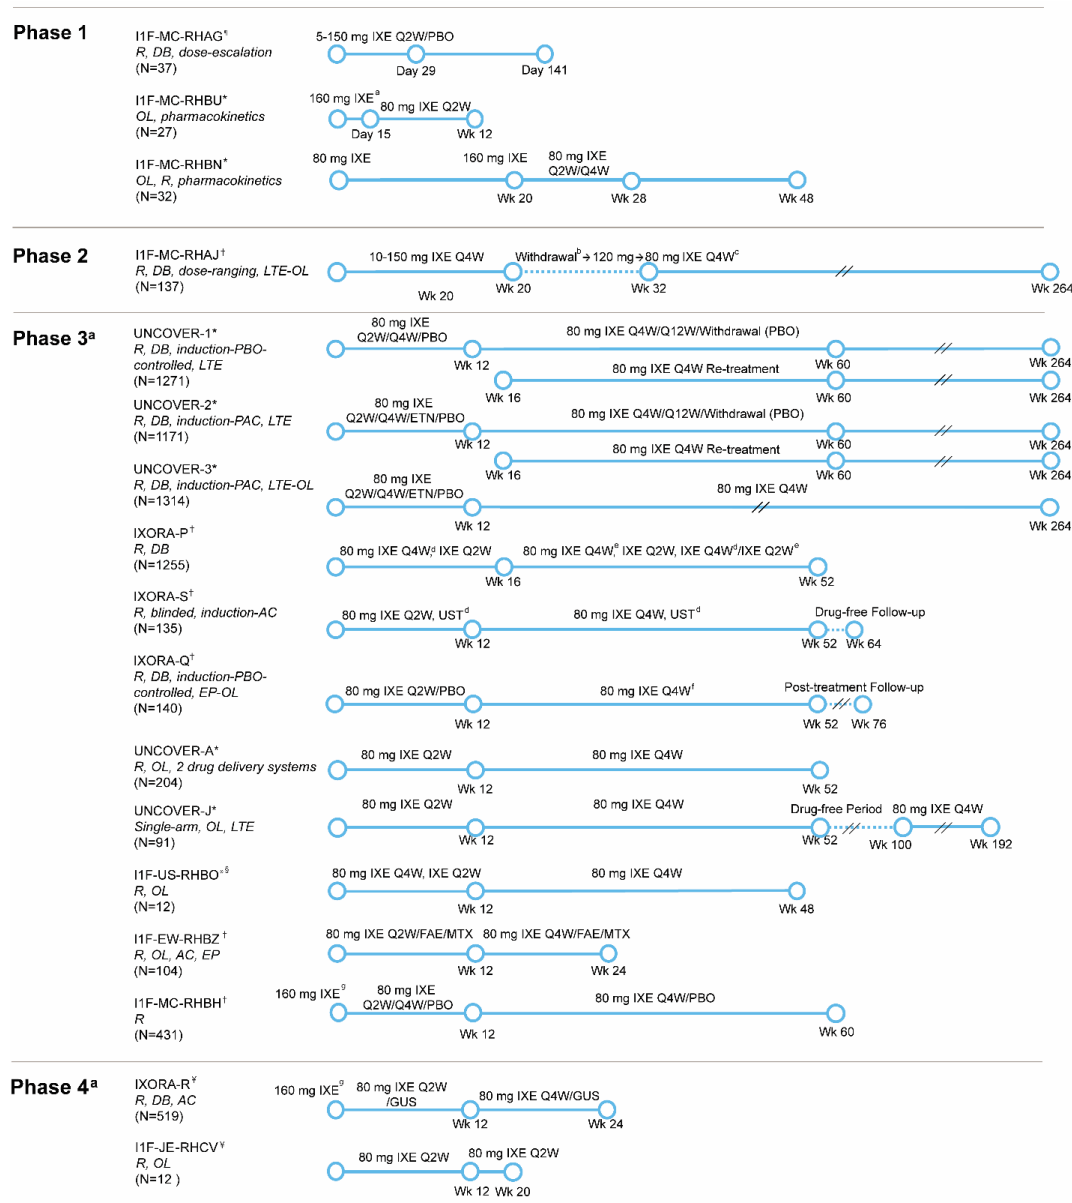 Phase 1
I1F-MC-RHAG¶
R, DB, dose-escalation
(N=37)
5-150 mg IXE Q2W/PBO
Day 29
Day 141
I1F-MC-RHBU*
OL, pharmacokinetics
(N=27)
160 mg IXEª
80 mg IXE Q2W
Day 15
Wk 12
I1F-MC-RHBN*
OL, R, pharmacokinetics
(N=32)
80 mg IXE
160 mg IXE
80 mg IXE
Q2W/Q4W
Wk 20
Wk 28
Wk 48
Phase 2
I1F-MC-RHAJ†
R, DB, dose-ranging, LTE-OL
(N=137)
10-150 mg IXE Q4W
Withdrawalᵇ→120 mg→80 mg IXE Q4Wᶜ
Wk 20
Wk 20
Wk 32
Wk 264
Phase 3ª
UNCOVER-1*
R, DB, induction-PBO-
controlled, LTE
(N=1271)
80 mg IXE
Q2W/Q4W/PBO
80 mg IXE Q4W/Q12W/Withdrawal (PBO)
Wk 12
Wk 60
Wk 264
80 mg IXE Q4W Re-treatment
Wk 16
Wk 60
Wk 264
UNCOVER-2*
R, DB, induction-PAC, LTE
(N=1171)
80 mg IXE
Q2W/Q4W/ETN/PBO
80 mg IXE Q4W/Q12W/Withdrawal (PBO)
Wk 12
Wk 60
Wk 264
80 mg IXE Q4W Re-treatment
Wk 16
Wk 60
Wk 264
UNCOVER-3*
R, DB, induction-PAC, LTE-OL
(N=1314)
80 mg IXE
Q2W/Q4W/ETN/PBO
80 mg IXE Q4W
Wk 12
Wk 264
IXORA-P†
R, DB
(N=1255)
80 mg IXE Q4W,ᵈ IXE Q2W
80 mg IXE Q4W,ᵉ IXE Q2W, IXE Q4Wᵈ/IXE Q2Wᵉ
Wk 16
Wk 52
IXORA-S†
R, blinded, induction-AC
(N=135)
80 mg IXE Q2W, USTᵈ
80 mg IXE Q4W, USTᵈ
Drug-free Follow-up
Wk 12
Wk 52
Wk 64
IXORA-Q†
R, DB, induction-PBO-
controlled, EP-OL
(N=140)
80 mg IXE Q2W/PBO
80 mg IXE Q4Wᶠ
Post-treatment Follow-up
Wk 12
Wk 52
Wk 76
UNCOVER-A*
R, OL, 2 drug delivery systems
(N=204)
80 mg IXE Q2W
80 mg IXE Q4W
Wk 12
Wk 52
UNCOVER-J*
Single-arm, OL, LTE
(N=91)
80 mg IXE Q2W
80 mg IXE Q4W
Drug-free Period
80 mg IXE Q4W
Wk 12
Wk 52
Wk 100
Wk 192
I1F-US-RHBO*§
R, OL
(N=12)
80 mg IXE Q4W, IXE Q2W
80 mg IXE Q4W
Wk 12
Wk 48
I1F-EW-RHBZ†
R, OL, AC, EP
(N=104)
80 mg IXE Q2W/FAE/MTX
80 mg IXE Q4W/FAE/MTX
Wk 12
Wk 24
I1F-MC-RHBH†
R
(N=431)
160 mg IXEᵍ
80 mg IXE
Q2W/Q4W/PBO
80 mg IXE Q4W/PBO
Wk 12
Wk 60
Phase 4ª
IXORA-R¥
R, DB, AC
(N=519)
160 mg IXEᵍ
80 mg IXE Q2W
/GUS
80 mg IXE Q4W/GUS
Wk 12
Wk 24
I1F-JE-RHCV¥
R, OL
(N=12 )
80 mg IXE Q2W
80 mg IXE Q2W
Wk 12
Wk 20